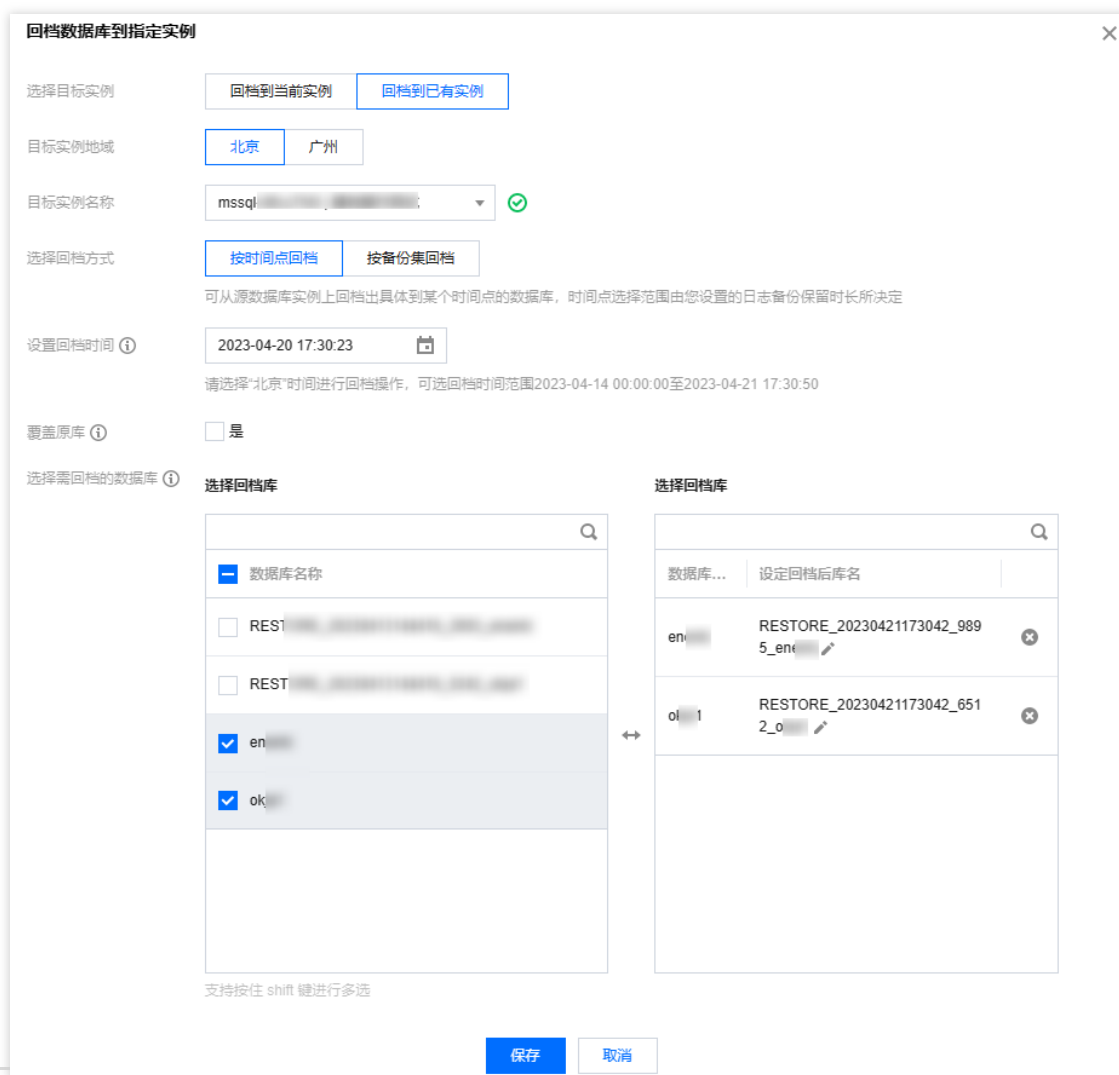 回档数据库到指定实例
选择目标实例 回档到当前实例 回档到已有实例
目标实例地域 北京 广州
目标实例名称 mssql-
选择回档方式 按时间点回档 按备份集回档
可从源数据库实例上回档出具体到某个时间点的数据库，时间点选择范围由您设置的日志备份保留时长所决定
设置回档时间 2023-04-20 17:30:23
请选择“北京”时间进行回档操作，可选回档时间范围2023-04-14 00:00:00至2023-04-21 17:30:50
覆盖原库 是
选择需回档的数据库 选择回档库 选择回档库
数据库名称 数据库... 设定回档后库名
REST
REST
en
ok
RESTORE_20230421173042_989
5_ene
RESTORE_20230421173042_651
2_o
支持按住 shift 键进行多选
保存 取消